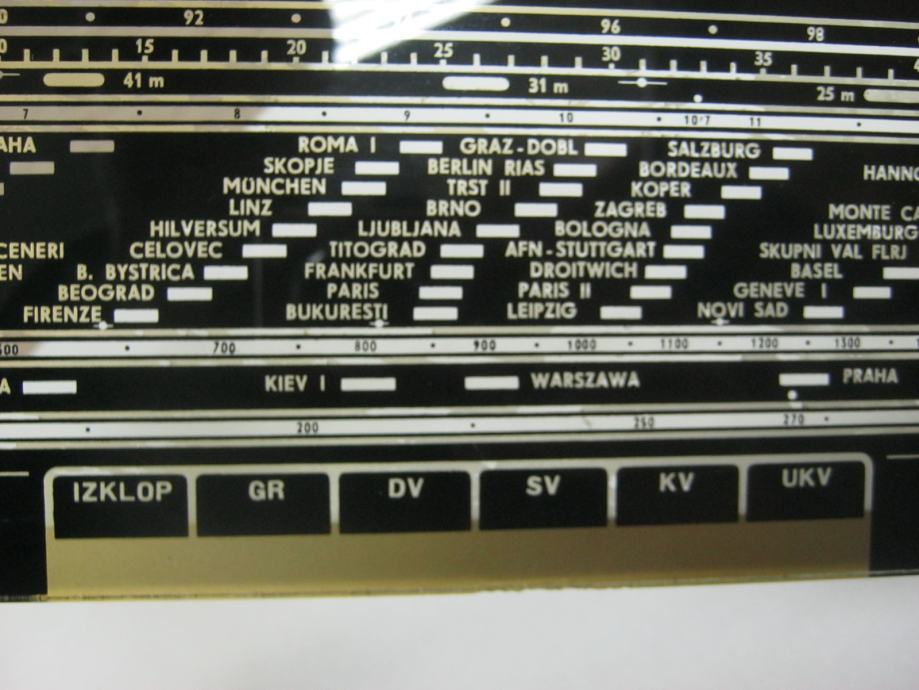 92 96 98
15 20 25 30 35
41 m 31 m 25 m
7 8 9 10 10'7 11
AHA ROMA I GRAZ-DOBL SALZBURG
SKOPJE BERLIN RIAS BORDEAUX HANNO
MÜNCHEN TRST II KOPER
LINZ BRNO ZAGREB MONTE CA
HILVERSUM LJUBLJANA BOLOGNA LUXEMBURG
CENERI CELOVEC TITOGRAD AFN-STUTTGART SKUPNI VAL FLRJ
EN B. BYSTRICA FRANKFURT DROITWICH BASEL
BEOGRAD PARIS PARIS II GENEVE I
FIRENZE BUKURESTI LEIPZIG NOVI SAD
600 700 800 900 1000 1100 1200 1300
A KIEV I WARSZAWA PRAHA
200 250 270
IZKLOP GR DV SV KV UKV